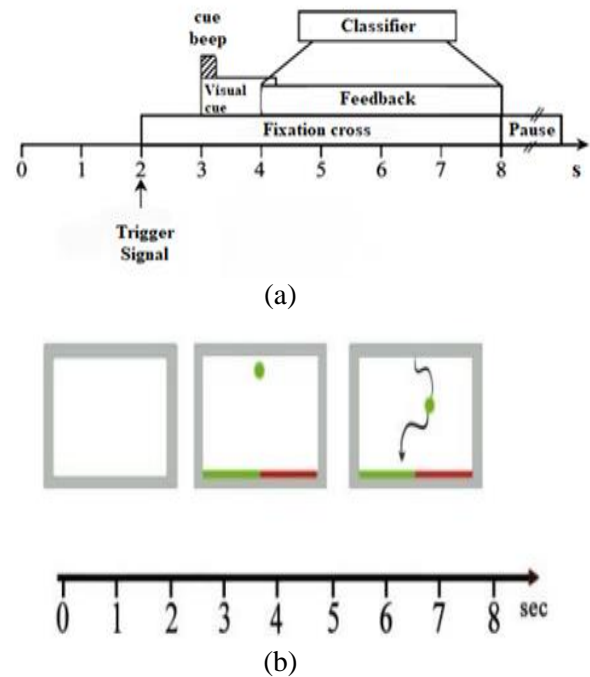 cue
beep
Classifier
Visual
cue
Feedback
Fixation cross
Pause
0 1 2 3 4 5 6 7 8 s
Trigger
Signal
(a)
0 1 2 3 4 5 6 7 8 sec
(b)